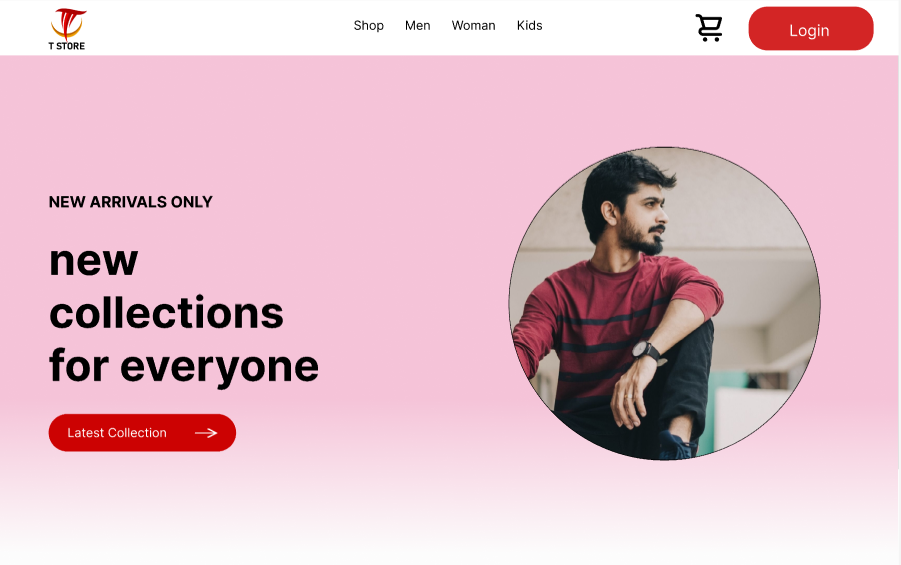 T STORE
Shop Men Woman Kids
Login
NEW ARRIVALS ONLY
new
collections
for everyone
Latest Collection